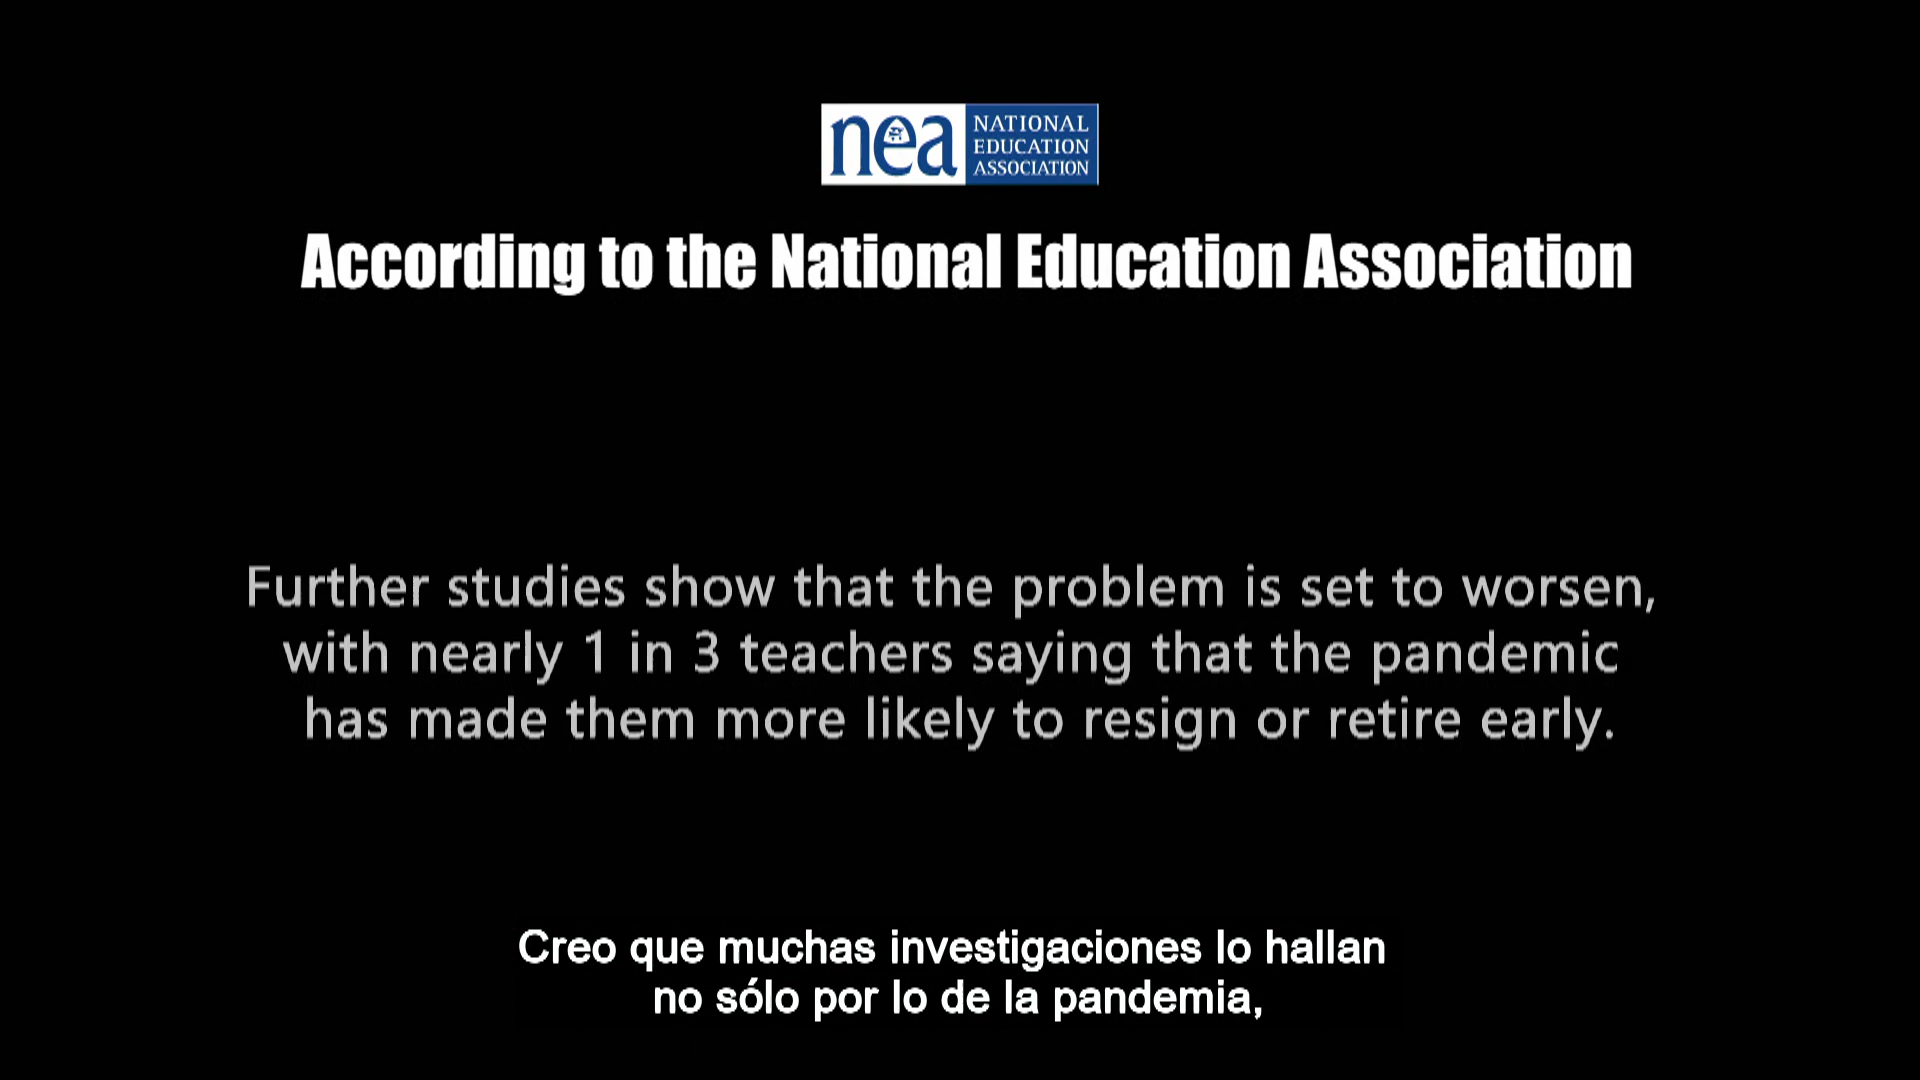 nea
NATIONAL
EDUCATION
ASSOCIATION
According to the National Education Association
Further studies show that the problem is set to worsen,
with nearly 1 in 3 teachers saying that the pandemic
has made them more likely to resign or retire early.
Creo que muchas investigaciones lo hallan
no sólo por lo de la pandemia,